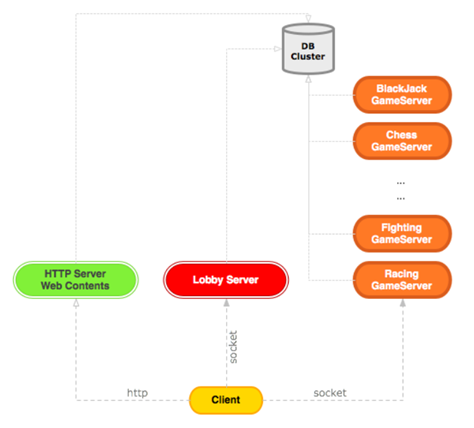 DB
Cluster
BlackJack
GameServer
Chess
GameServer
...
...
Fighting
GameServer
HTTP Server
Web Contents
Lobby Server
Racing
GameServer
socket
http
Client
socket